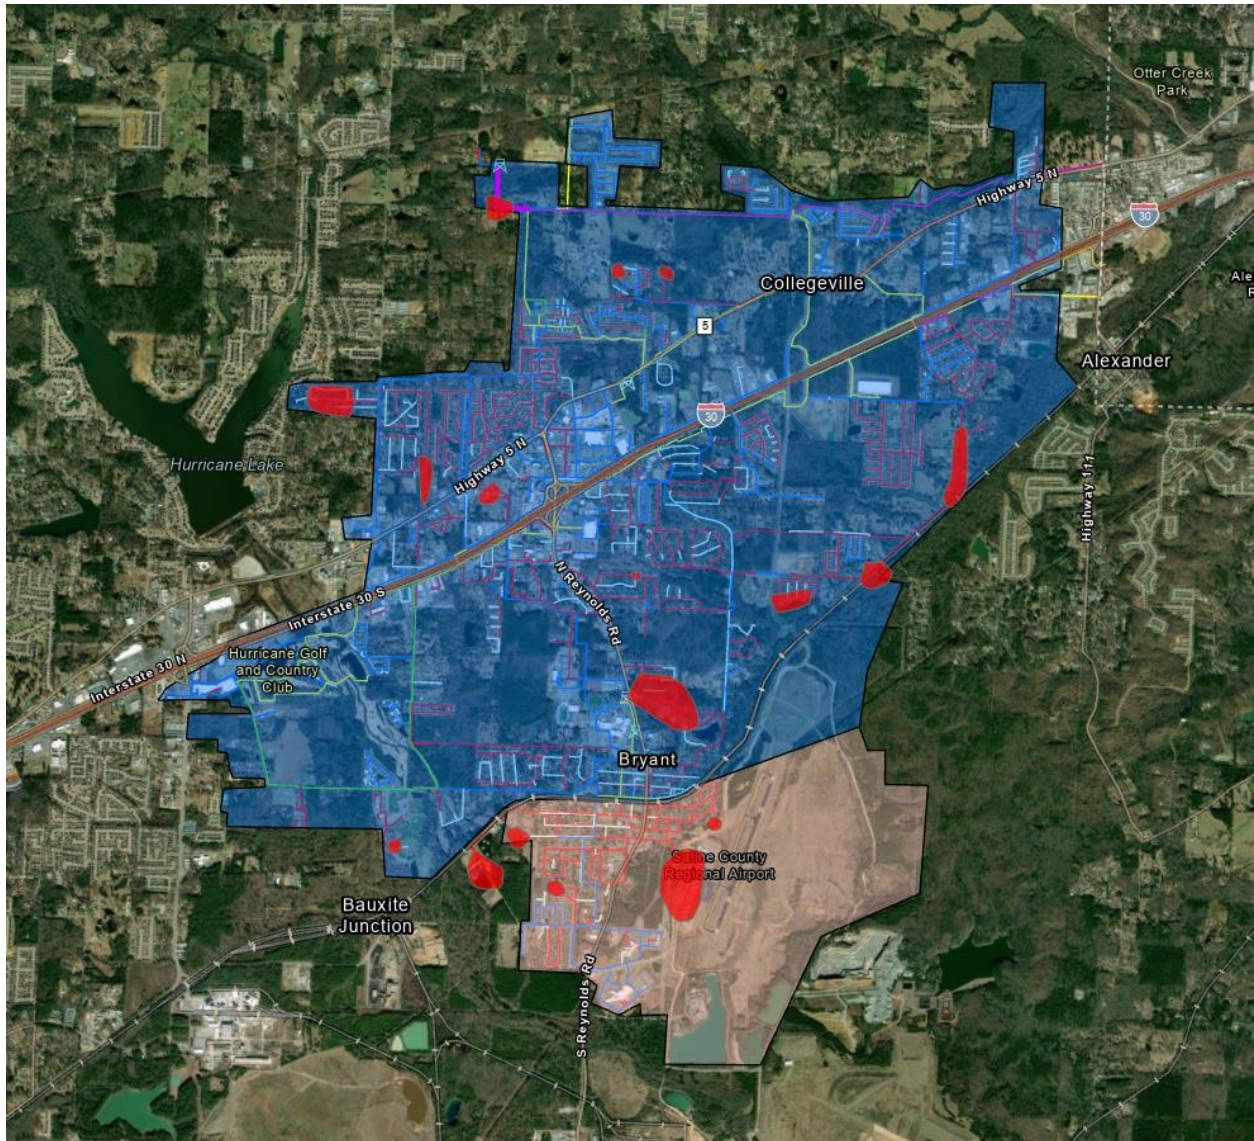 Otter Creek
Park
Highway 5 N
30
Ale
R
Collegeville
5
Alexander
30
Hurricane Lake
Highway 5 N
Highway 111
N Reynolds Rd
Interstate 30 S
Hurricane Golf
and Country
Club
Interstate 30 N
Bryant
Saline County
Regional Airport
Bauxite
Junction
S Reynolds Rd